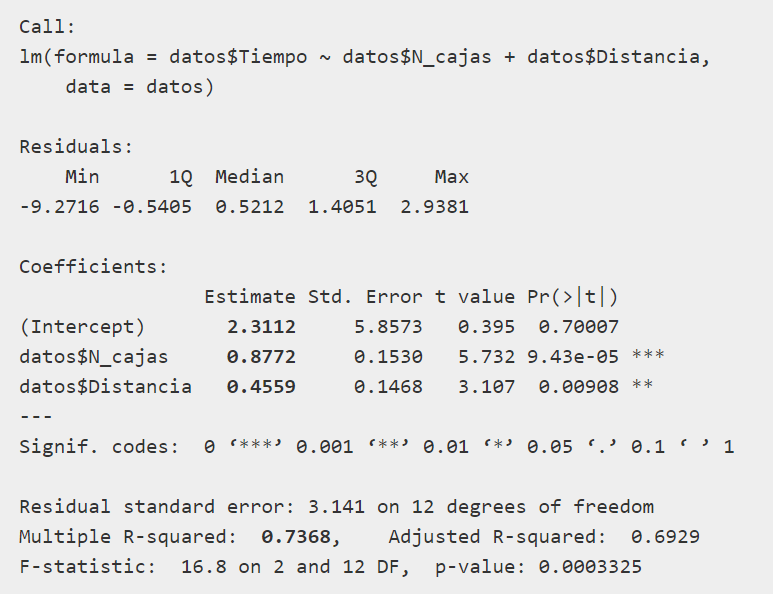 Call:
lm(formula = datos$Tiempo ~ datos$N_cajas + datos$Distancia,
    data = datos)

Residuals:
    Min      1Q  Median      3Q     Max
-9.2716 -0.5405  0.5212  1.4051  2.9381

Coefficients:
                Estimate Std. Error t value Pr(>|t|)
(Intercept)       2.3112     5.8573   0.395  0.70007
datos$N_cajas     0.8772     0.1530   5.732 9.43e-05 ***
datos$Distancia   0.4559     0.1468   3.107  0.00908 **
---
Signif. codes:  0 ‘***’ 0.001 ‘**’ 0.01 ‘*’ 0.05 ‘.’ 0.1 ‘ ’ 1

Residual standard error: 3.141 on 12 degrees of freedom
Multiple R-squared:  0.7368,    Adjusted R-squared:  0.6929
F-statistic:  16.8 on 2 and 12 DF,  p-value: 0.0003325